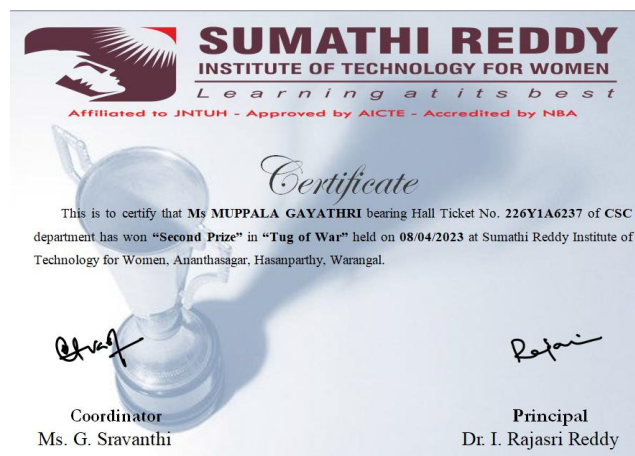 SUMATHI REDDY
INSTITUTE OF TECHNOLOGY FOR WOMEN
Learning at its best
Affiliated to JNTUH - Approved by AICTE - Accredited by NBA
Certificate
This is to certify that Ms MUPPALA GAYATHRI bearing Hall Ticket No. 226Y1A6237 of CSC
department has won “Second Prize” in “Tug of War” held on 08/04/2023 at Sumathi Reddy Institute of
Technology for Women, Ananthasagar, Hasanparthy, Warangal.
Coordinator
Ms. G. Sravanthi
Principal
Dr. I. Rajasri Reddy